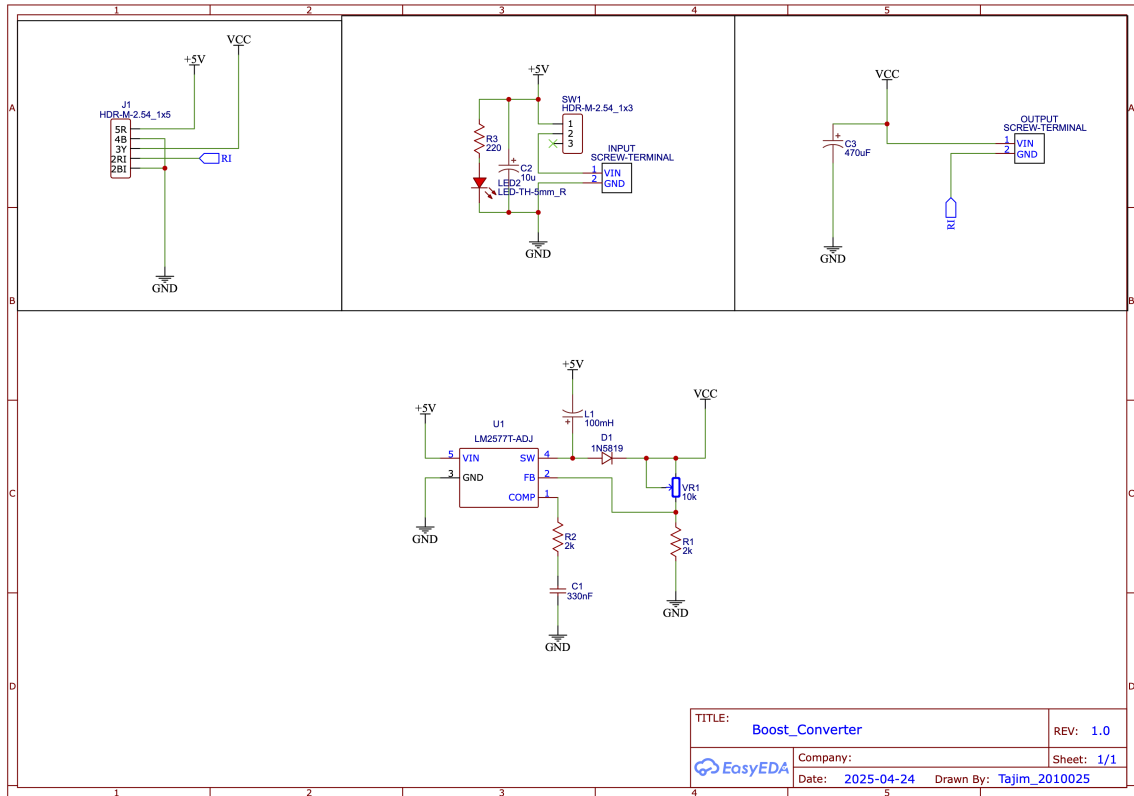 1 2 3 4 5
A A
B B
C C
D D
1 2 3 4 5
VCC
+5V
J1
HDR-M-2.54_1x5
5R
4B
3Y
2RI
2BI
RI
GND
+5V
SW1
HDR-M-2.54_1x3
1
2
3
R3
220
C2
10u
LED2
LED-TH-5mm_R
INPUT
SCREW-TERMINAL
1 VIN
2 GND
GND
VCC
C3
470uF
OUTPUT
SCREW-TERMINAL
1 VIN
2 GND
RI
GND
+5V
VCC
+5V
L1
100mH
U1
LM2577T-ADJ
D1
1N5819
5 VIN SW 4
3 GND FB 2
COMP 1
VR1
10k
R2
2k
R1
2k
C1
330nF
GND
GND
GND
TITLE:
Boost_Converter
REV: 1.0
EasyEDA
Company:
Sheet: 1/1
Date: 2025-04-24 Drawn By: Tajim_2010025